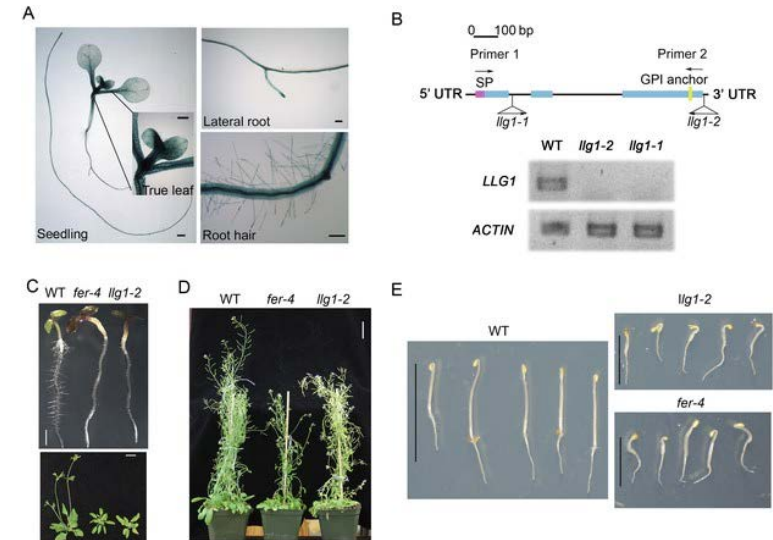 A
Seedling
True leaf
Lateral root
Root hair
B
0 100 bp
Primer 1
Primer 2
SP
GPI anchor
5' UTR
3' UTR
llg1-1
llg1-2
WT llg1-2 llg1-1
LLG1
ACTIN
C
WT fer-4 llg1-2
D
WT fer-4 llg1-2
E
WT
llg1-2
fer-4